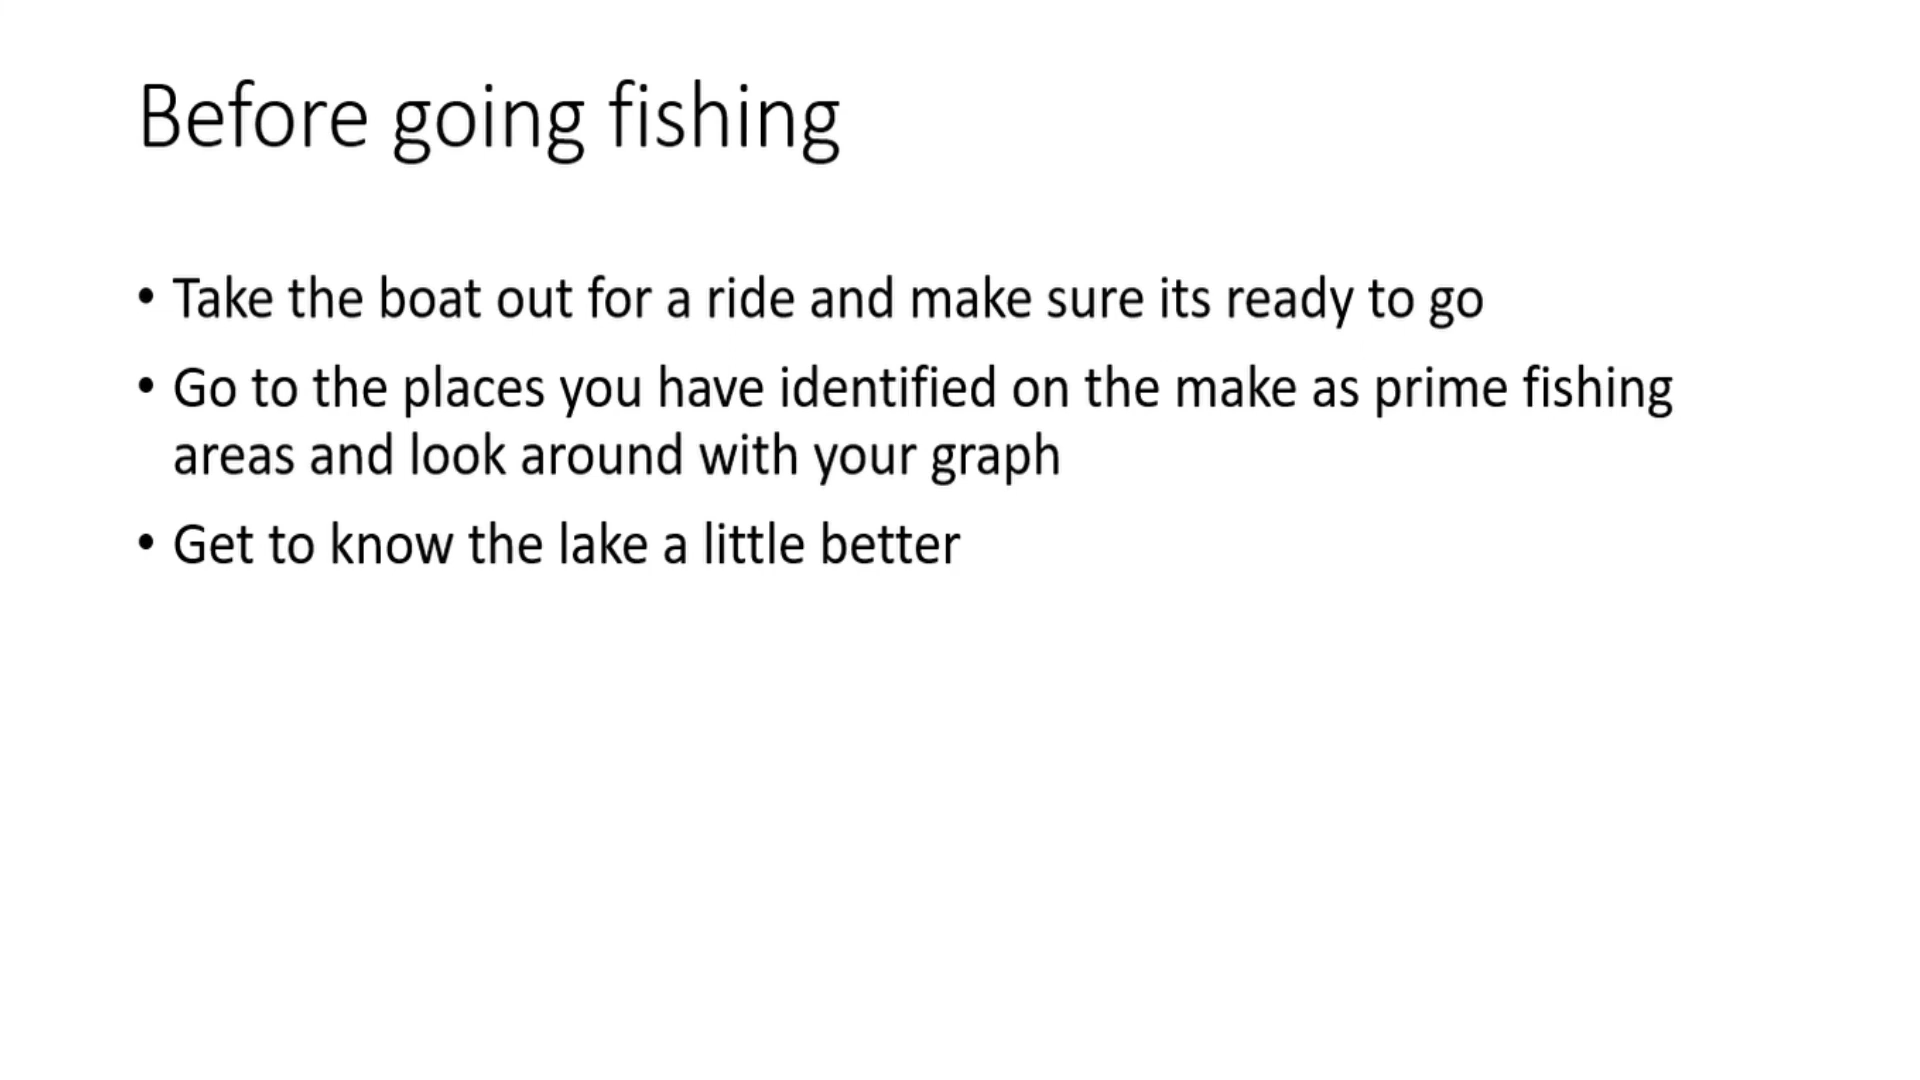 Before going fishing
• Take the boat out for a ride and make sure its ready to go
• Go to the places you have identified on the make as prime fishing
areas and look around with your graph
• Get to know the lake a little better